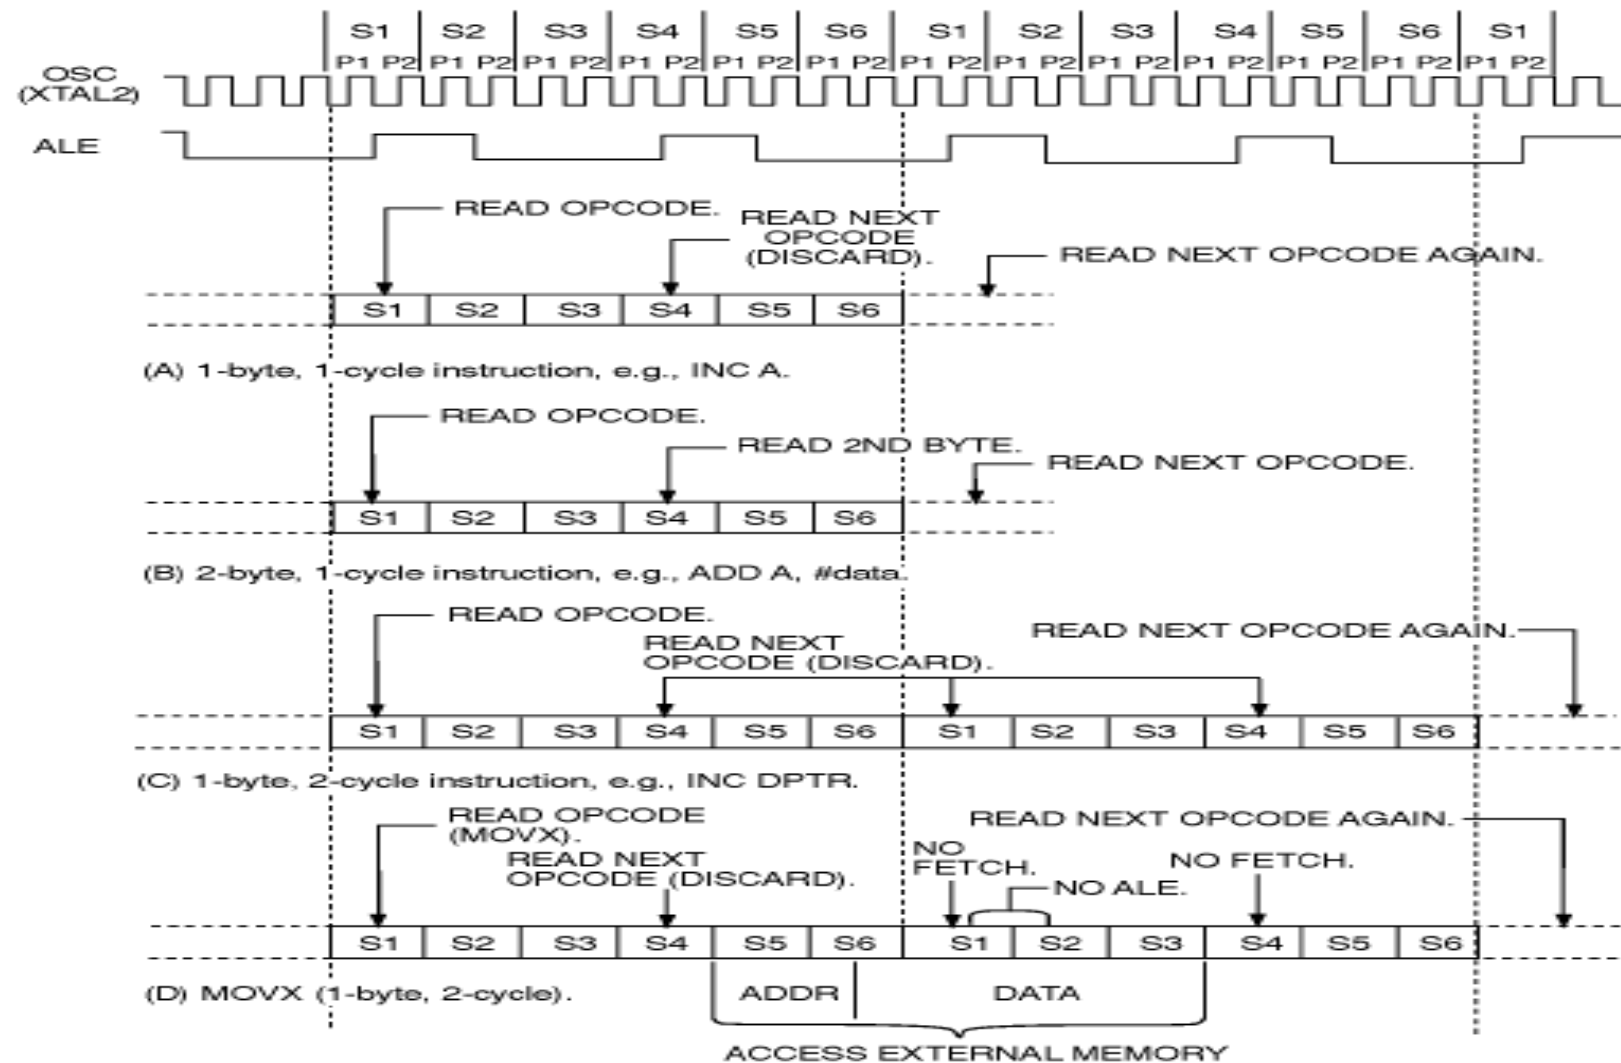 S1 S2 S3 S4 S5 S6 S1 S2 S3 S4 S5 S6 S1
P1 P2 P1 P2 P1 P2 P1 P2 P1 P2 P1 P2 P1 P2 P1 P2 P1 P2 P1 P2 P1 P2 P1 P2 P1 P2
OSC
(XTAL2)
ALE
READ OPCODE.
READ NEXT
OPCODE
(DISCARD).
READ NEXT OPCODE AGAIN.
S1 S2 S3 S4 S5 S6
(A) 1-byte, 1-cycle instruction, e.g., INC A.
READ OPCODE.
READ 2ND BYTE.
READ NEXT OPCODE.
S1 S2 S3 S4 S5 S6
(B) 2-byte, 1-cycle instruction, e.g., ADD A, #data.
READ OPCODE.
READ NEXT
OPCODE (DISCARD).
READ NEXT OPCODE AGAIN.
S1 S2 S3 S4 S5 S6 S1 S2 S3 S4 S5 S6
(C) 1-byte, 2-cycle instruction, e.g., INC DPTR.
READ OPCODE
(MOVX).
READ NEXT
OPCODE (DISCARD).
NO
FETCH.
NO ALE.
NO FETCH.
READ NEXT OPCODE AGAIN.
S1 S2 S3 S4 S5 S6 S1 S2 S3 S4 S5 S6
(D) MOVX (1-byte, 2-cycle).
ADDR
DATA
ACCESS EXTERNAL MEMORY